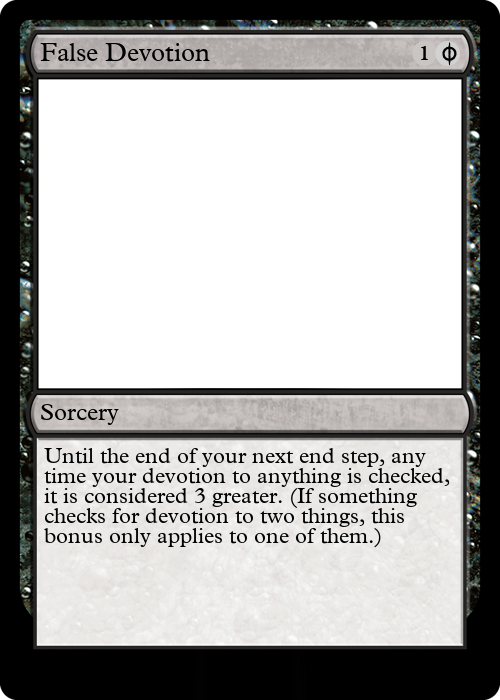 False Devotion 1 ϕ
Sorcery
Until the end of your next end step, any
time your devotion to anything is checked,
it is considered 3 greater. (If something
checks for devotion to two things, this
bonus only applies to one of them.)